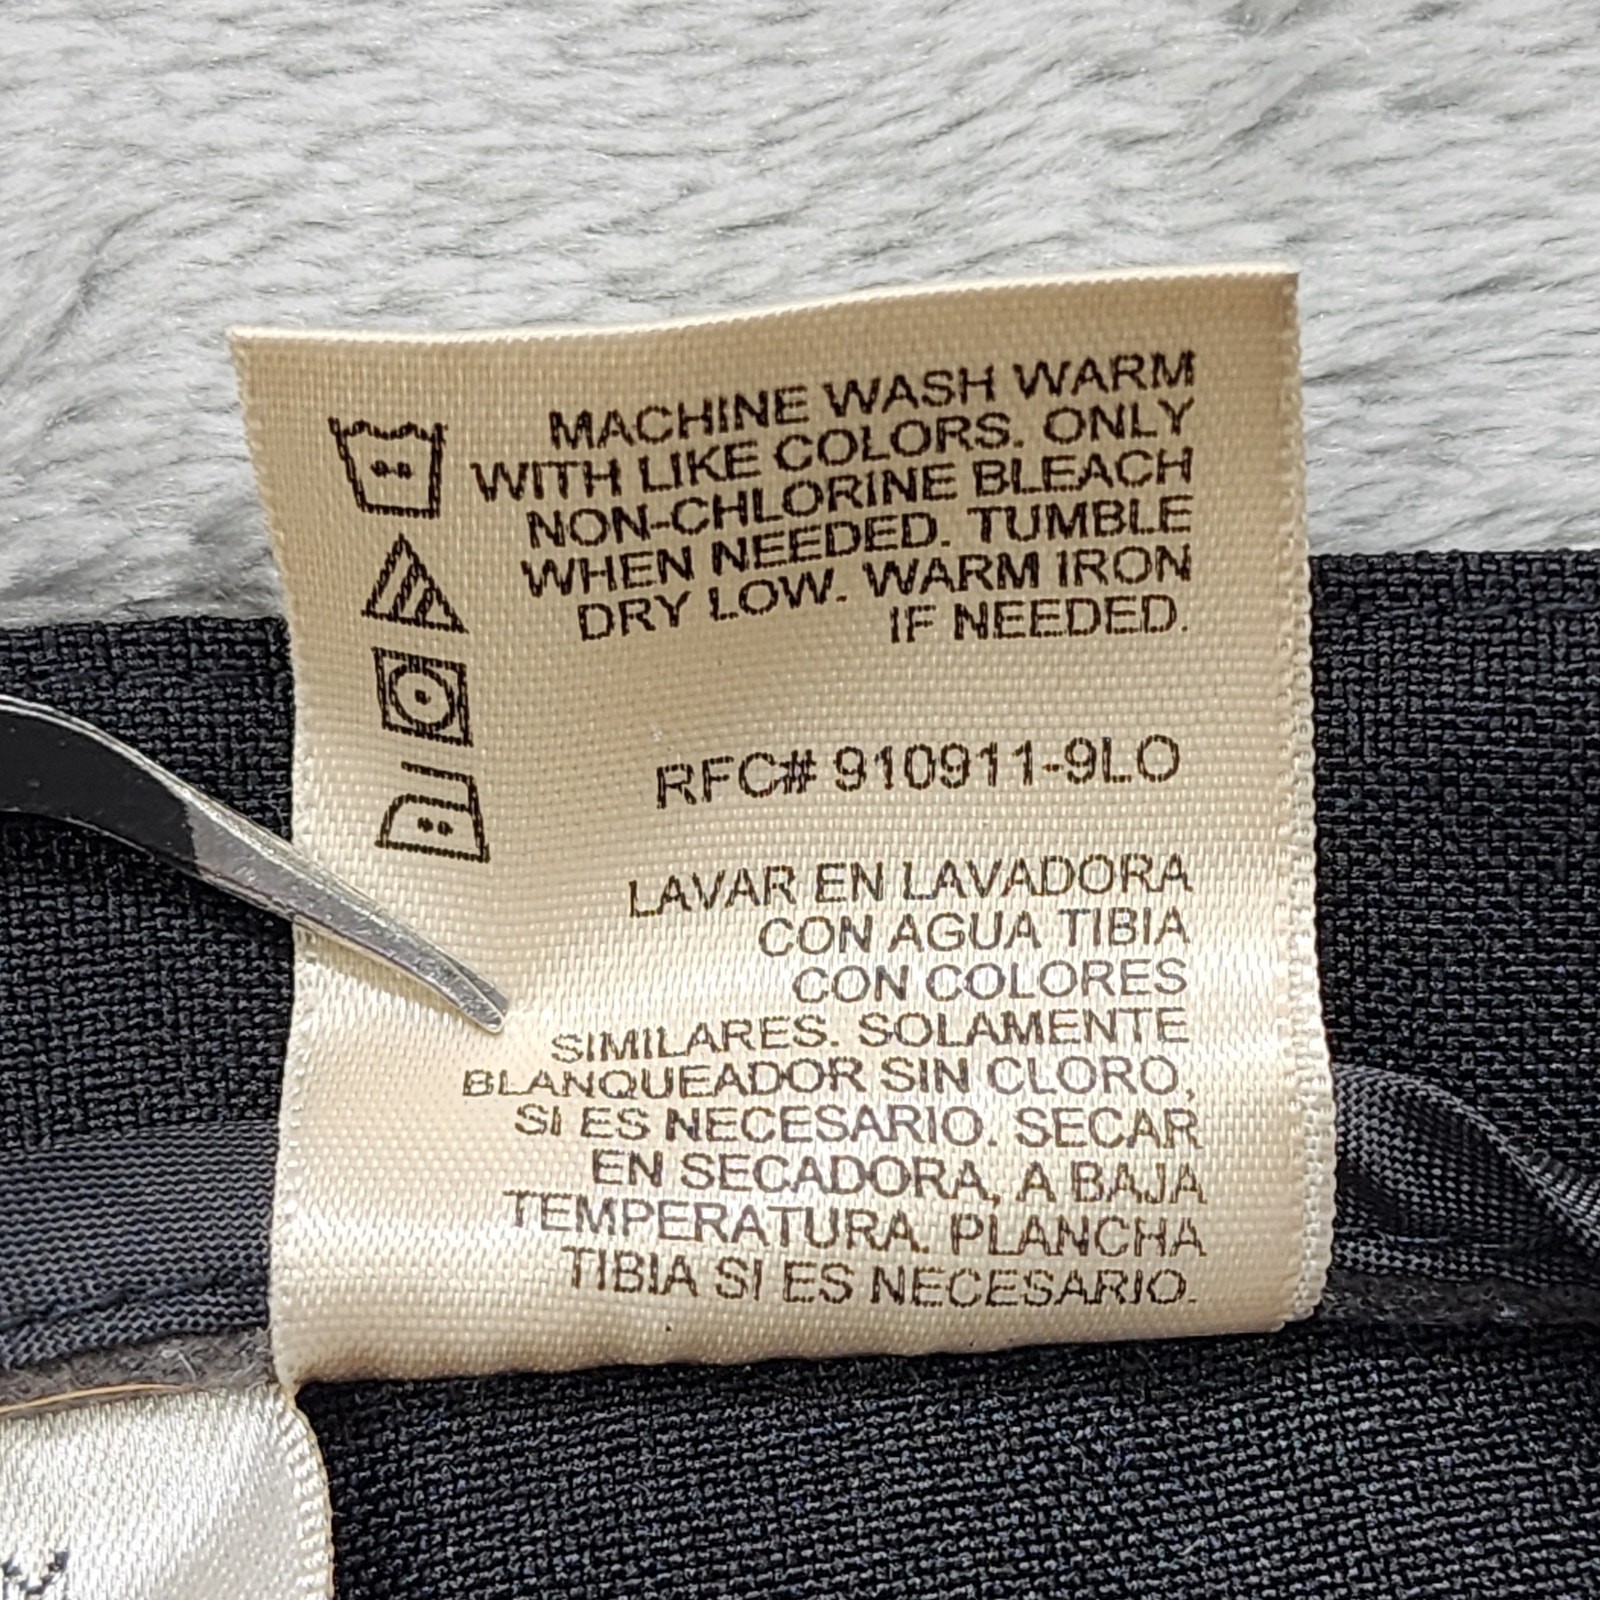 MACHINE WASH WARM
WITH LIKE COLORS. ONLY
NON-CHLORINE BLEACH
WHEN NEEDED. TUMBLE
DRY LOW. WARM IRON
IF NEEDED.
RFC# 910911-9LO
LAVAR EN LAVADORA
CON AGUA TIBIA
CON COLORES
SIMILARES. SOLAMENTE
BLANQUEADOR SIN CLORO,
SI ES NECESARIO. SECAR
EN SECADORA, A BAJA
TEMPERATURA. PLANCHA
TIBIA SI ES NECESARIO.